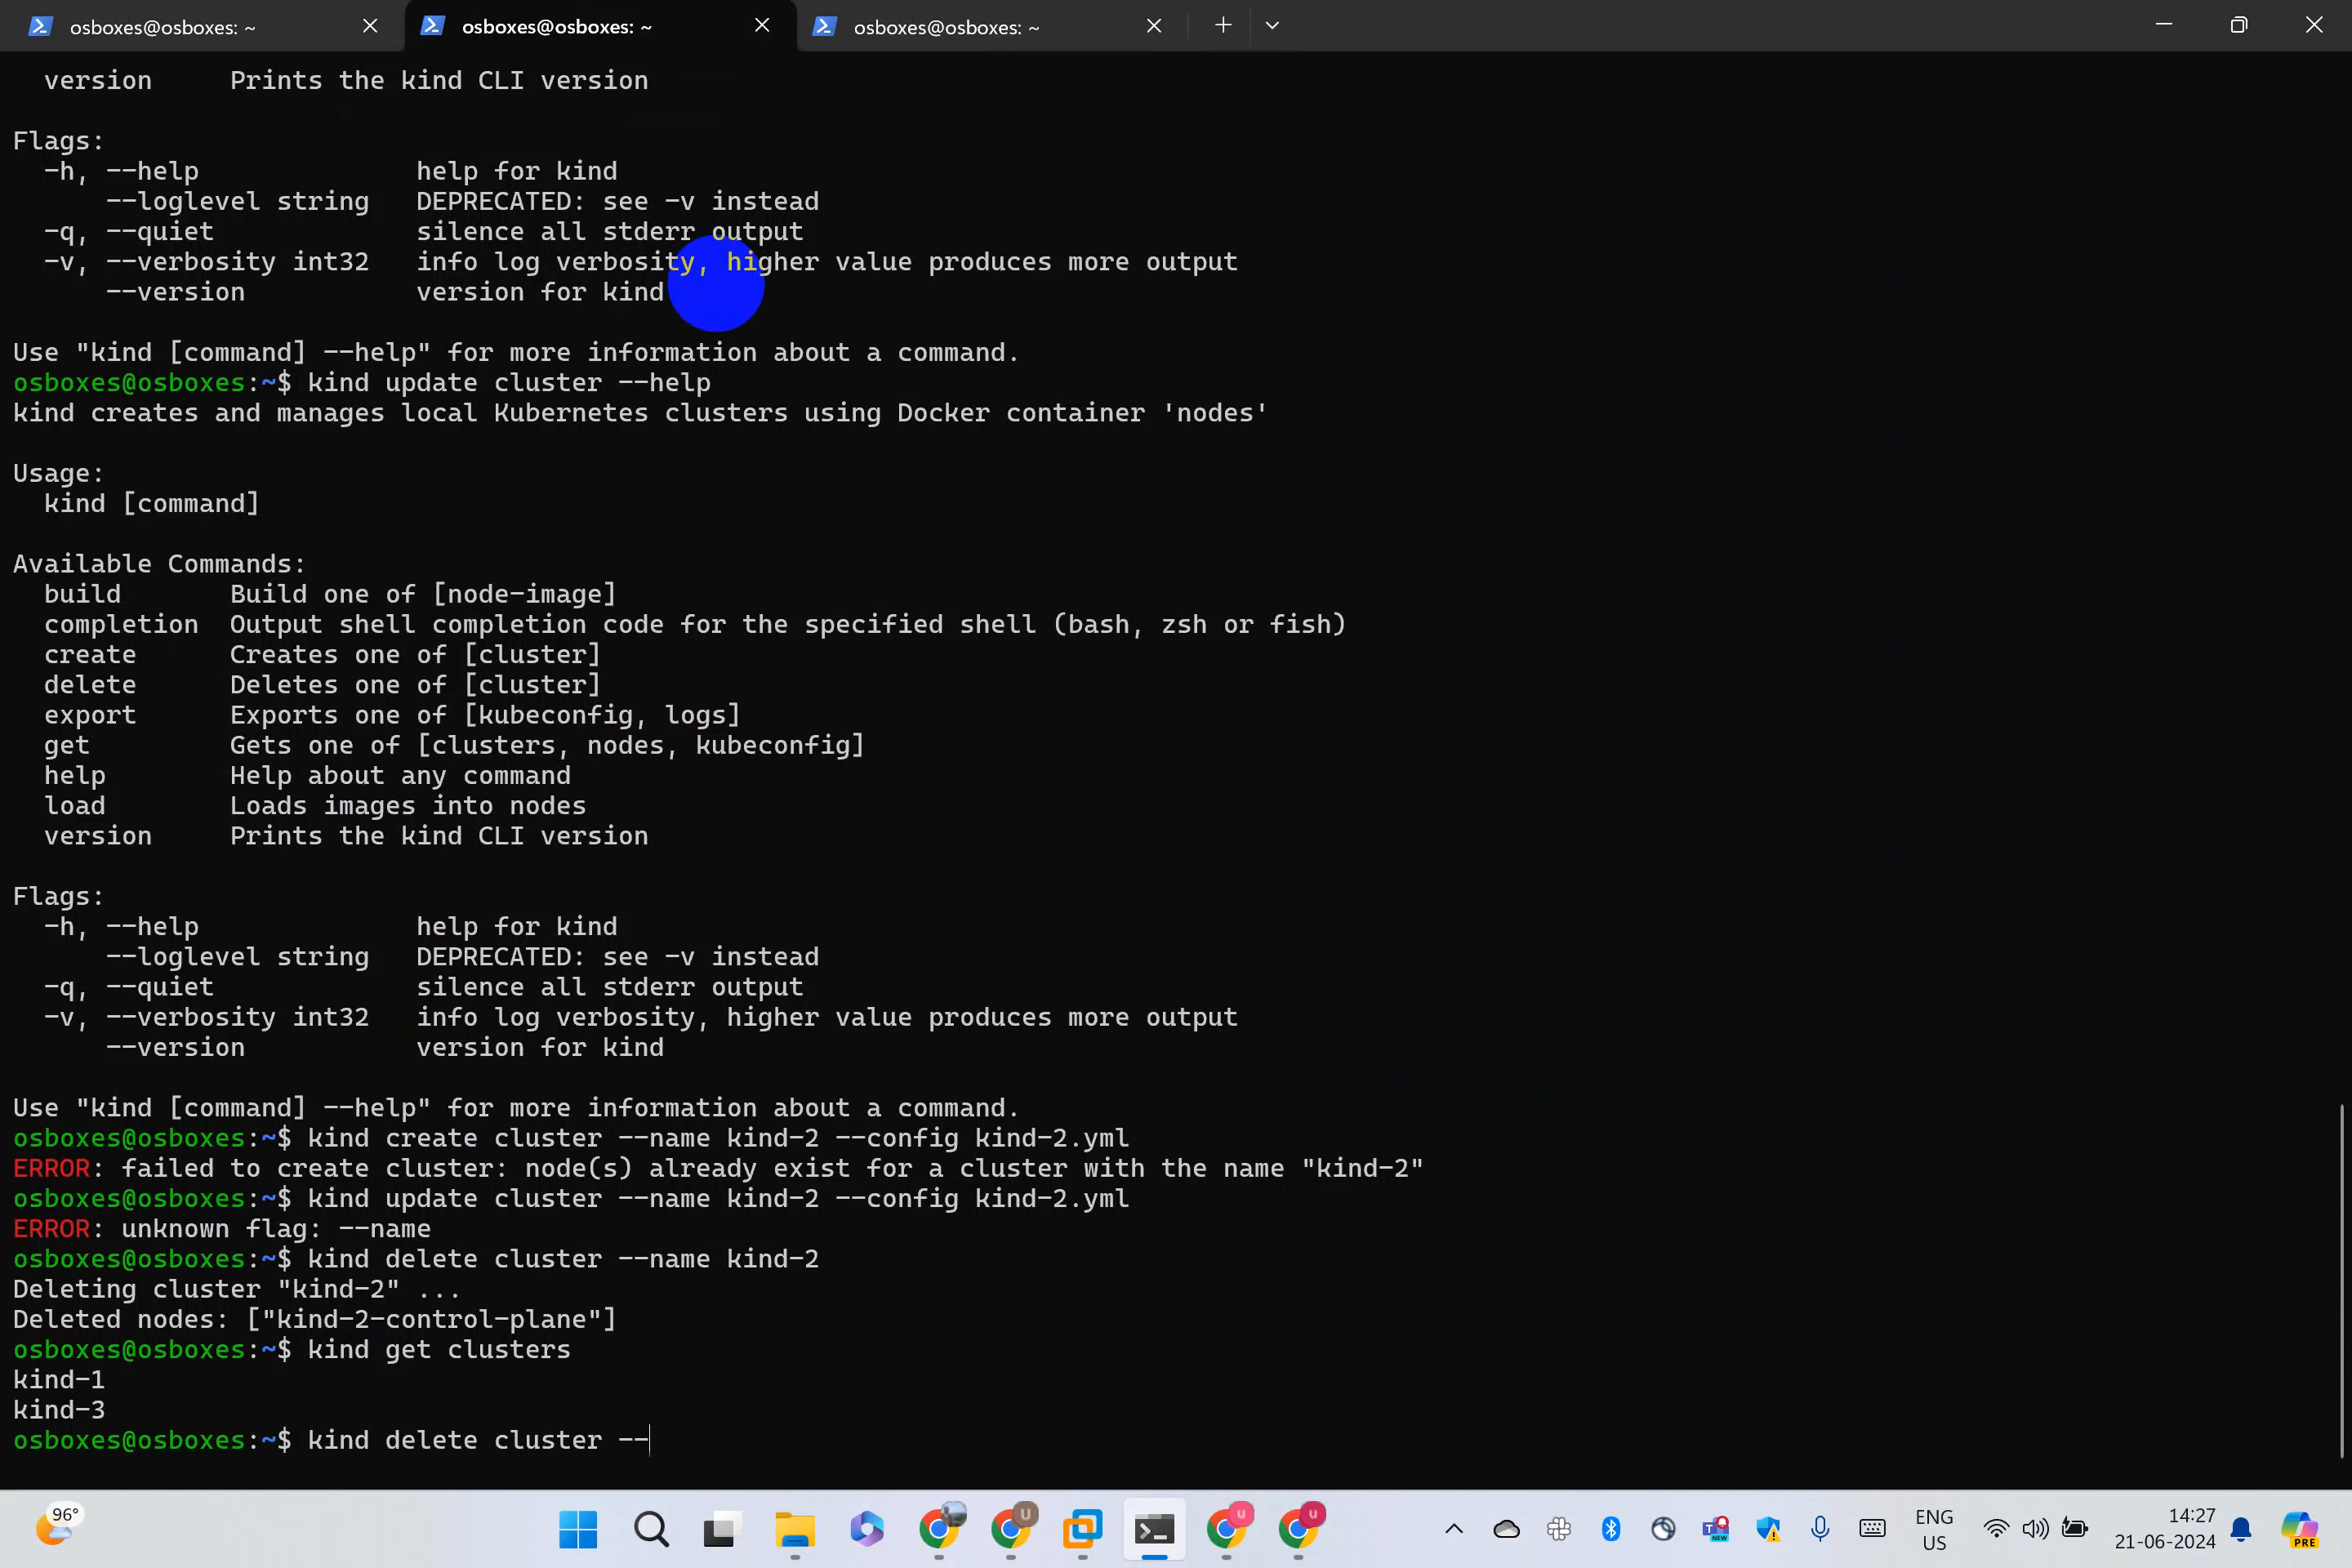 osboxes@osboxes: ~
osboxes@osboxes: ~
osboxes@osboxes: ~
  version     Prints the kind CLI version

Flags:
  -h, --help              help for kind
      --loglevel string   DEPRECATED: see -v instead
  -q, --quiet             silence all stderr output
  -v, --verbosity int32   info log verbosity, higher value produces more output
      --version           version for kind

Use "kind [command] --help" for more information about a command.
osboxes@osboxes:~$ kind update cluster --help
kind creates and manages local Kubernetes clusters using Docker container 'nodes'

Usage:
  kind [command]

Available Commands:
  build       Build one of [node-image]
  completion  Output shell completion code for the specified shell (bash, zsh or fish)
  create      Creates one of [cluster]
  delete      Deletes one of [cluster]
  export      Exports one of [kubeconfig, logs]
  get         Gets one of [clusters, nodes, kubeconfig]
  help        Help about any command
  load        Loads images into nodes
  version     Prints the kind CLI version

Flags:
  -h, --help              help for kind
      --loglevel string   DEPRECATED: see -v instead
  -q, --quiet             silence all stderr output
  -v, --verbosity int32   info log verbosity, higher value produces more output
      --version           version for kind

Use "kind [command] --help" for more information about a command.
osboxes@osboxes:~$ kind create cluster --name kind-2 --config kind-2.yml
ERROR: failed to create cluster: node(s) already exist for a cluster with the name "kind-2"
osboxes@osboxes:~$ kind update cluster --name kind-2 --config kind-2.yml
ERROR: unknown flag: --name
osboxes@osboxes:~$ kind delete cluster --name kind-2
Deleting cluster "kind-2" ...
Deleted nodes: ["kind-2-control-plane"]
osboxes@osboxes:~$ kind get clusters
kind-1
kind-3
osboxes@osboxes:~$ kind delete cluster --
96°
U
u
u
NEW
ENG
US
14:27
21-06-2024
PRE